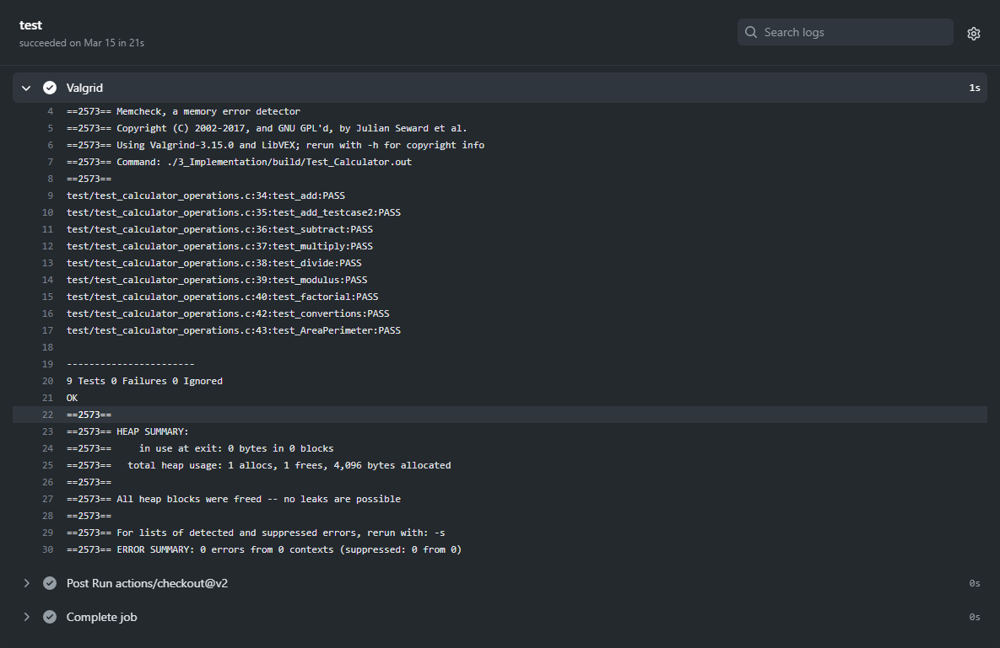 test
succeeded on Mar 15 in 21s
Search logs
Valgrid 1s
4 ==2573== Memcheck, a memory error detector
5 ==2573== Copyright (C) 2002-2017, and GNU GPL'd, by Julian Seward et al.
6 ==2573== Using Valgrind-3.15.0 and LibVEX; rerun with -h for copyright info
7 ==2573== Command: ./3_Implementation/build/Test_Calculator.out
8 ==2573==
9 test/test_calculator_operations.c:34:test_add:PASS
10 test/test_calculator_operations.c:35:test_add_testcase2:PASS
11 test/test_calculator_operations.c:36:test_subtract:PASS
12 test/test_calculator_operations.c:37:test_multiply:PASS
13 test/test_calculator_operations.c:38:test_divide:PASS
14 test/test_calculator_operations.c:39:test_modulus:PASS
15 test/test_calculator_operations.c:40:test_factorial:PASS
16 test/test_calculator_operations.c:42:test_convertions:PASS
17 test/test_calculator_operations.c:43:test_AreaPerimeter:PASS
18
19 -----------------------
20 9 Tests 0 Failures 0 Ignored
21 OK
22 ==2573==
23 ==2573== HEAP SUMMARY:
24 ==2573==     in use at exit: 0 bytes in 0 blocks
25 ==2573==   total heap usage: 1 allocs, 1 frees, 4,096 bytes allocated
26 ==2573==
27 ==2573== All heap blocks were freed -- no leaks are possible
28 ==2573==
29 ==2573== For lists of detected and suppressed errors, rerun with: -s
30 ==2573== ERROR SUMMARY: 0 errors from 0 contexts (suppressed: 0 from 0)
Post Run actions/checkout@v2 0s
Complete job 0s